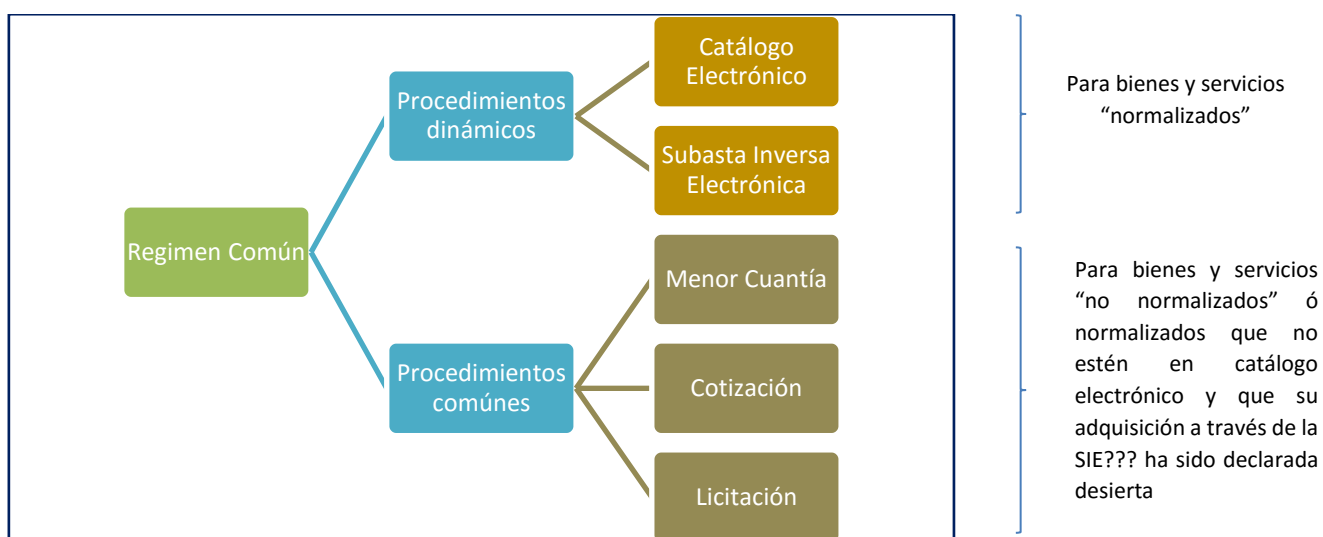 Catálogo
Electrónico
Procedimientos
dinámicos
Subasta Inversa
Electrónica
Regimen Común
Menor Cuantía
Procedimientos
comúnes
Cotización
Licitación
Para bienes y servicios
“normalizados”
Para bienes y servicios
“no normalizados” ó
normalizados que no
estén en catálogo
electrónico y que su
adquisición a través de la
SIE??? ha sido declarada
desierta